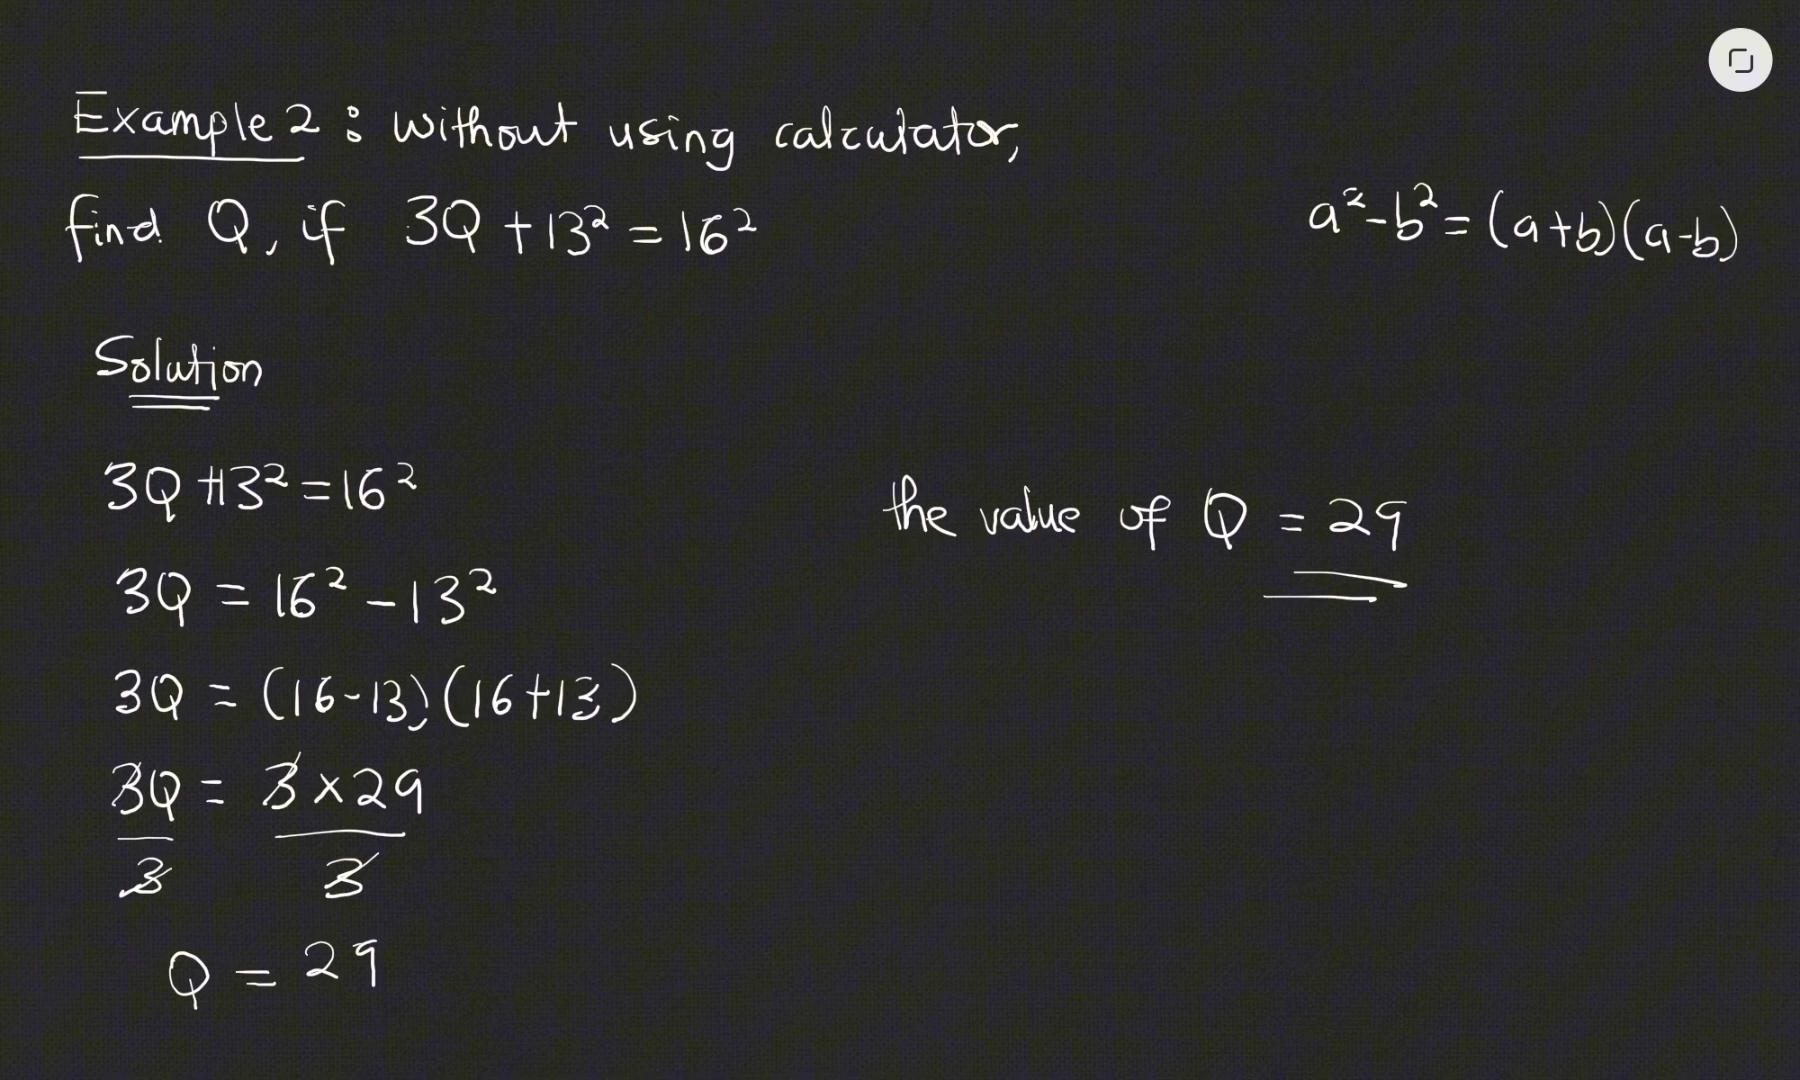 Example 2 : without using calculator,
find Q, if 3Q + 13² = 16²
a² - b² = (a+b)(a-b)
Solution
3Q + 13² = 16²
3Q = 16² - 13²
3Q = (16-13)(16+13)
3Q = 3 × 29
3 3
Q = 29
the value of Q = 29